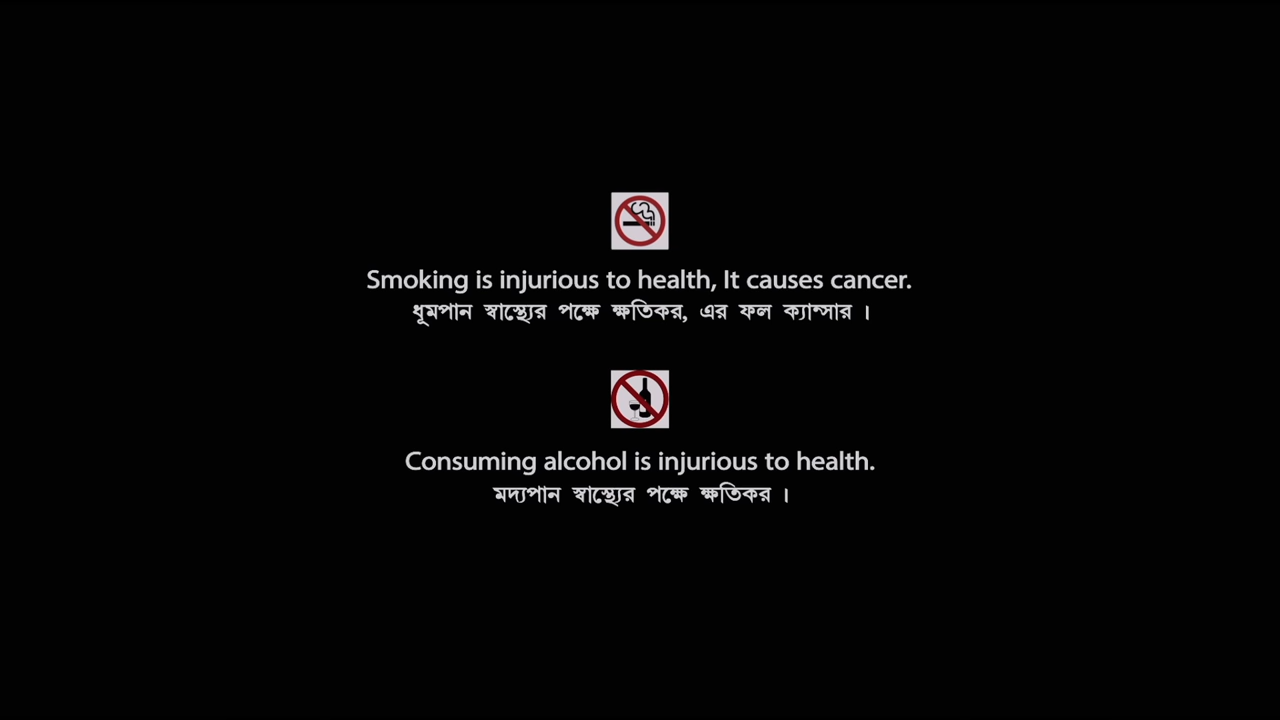 Smoking is injurious to health, It causes cancer.
ধূমপান স্বাস্থ্যের পক্ষে ক্ষতিকর, এর ফল ক্যান্সার ।
Consuming alcohol is injurious to health.
মদ্যপান স্বাস্থ্যের পক্ষে ক্ষতিকর ।